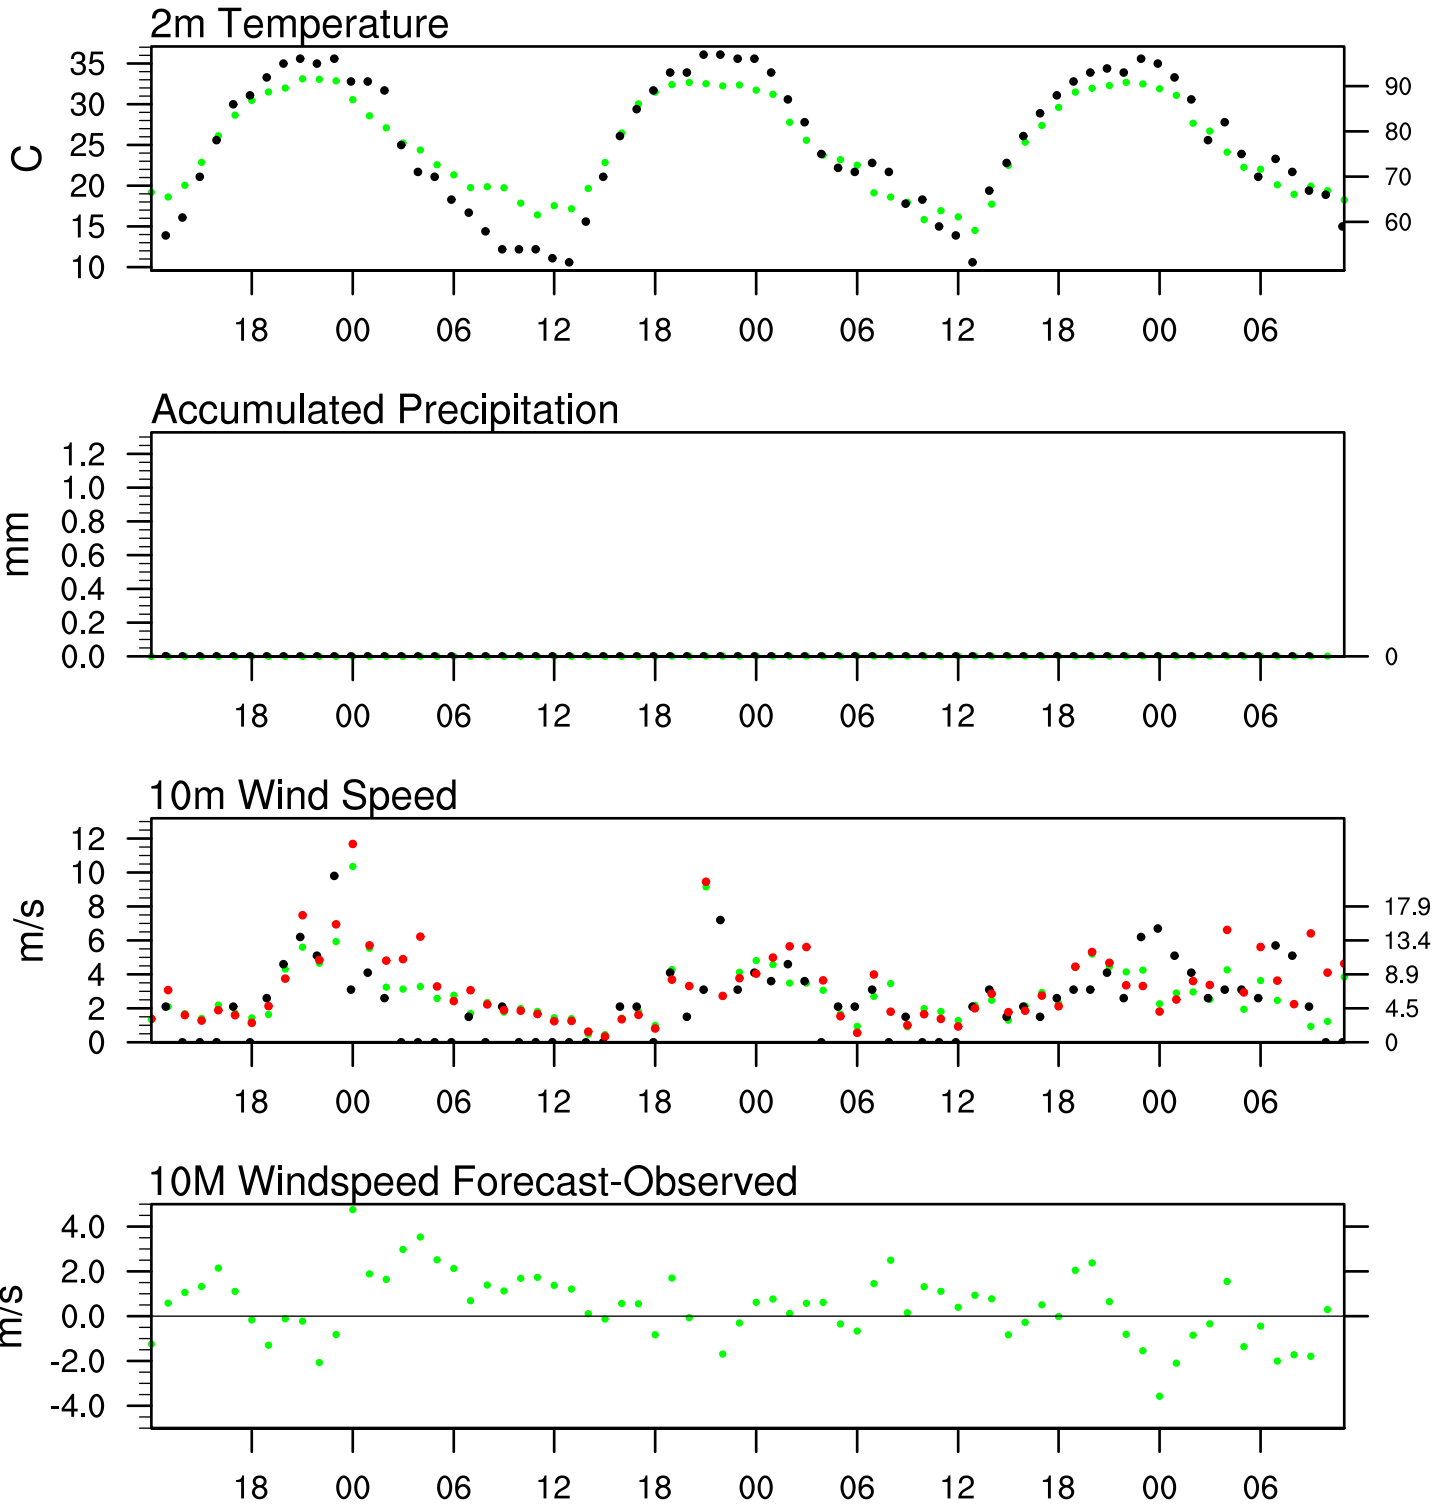 2m Temperature
35
30
25
20
15
10
C
90
80
70
60
18 00 06 12 18 00 06 12 18 00 06
Accumulated Precipitation
1.2
1.0
0.8
0.6
0.4
0.2
0.0
mm
0
18 00 06 12 18 00 06 12 18 00 06
10m Wind Speed
12
10
8
6
4
2
0
m/s
17.9
13.4
8.9
4.5
0
18 00 06 12 18 00 06 12 18 00 06
10M Windspeed Forecast-Observed
4.0
2.0
0.0
-2.0
-4.0
m/s
18 00 06 12 18 00 06 12 18 00 06